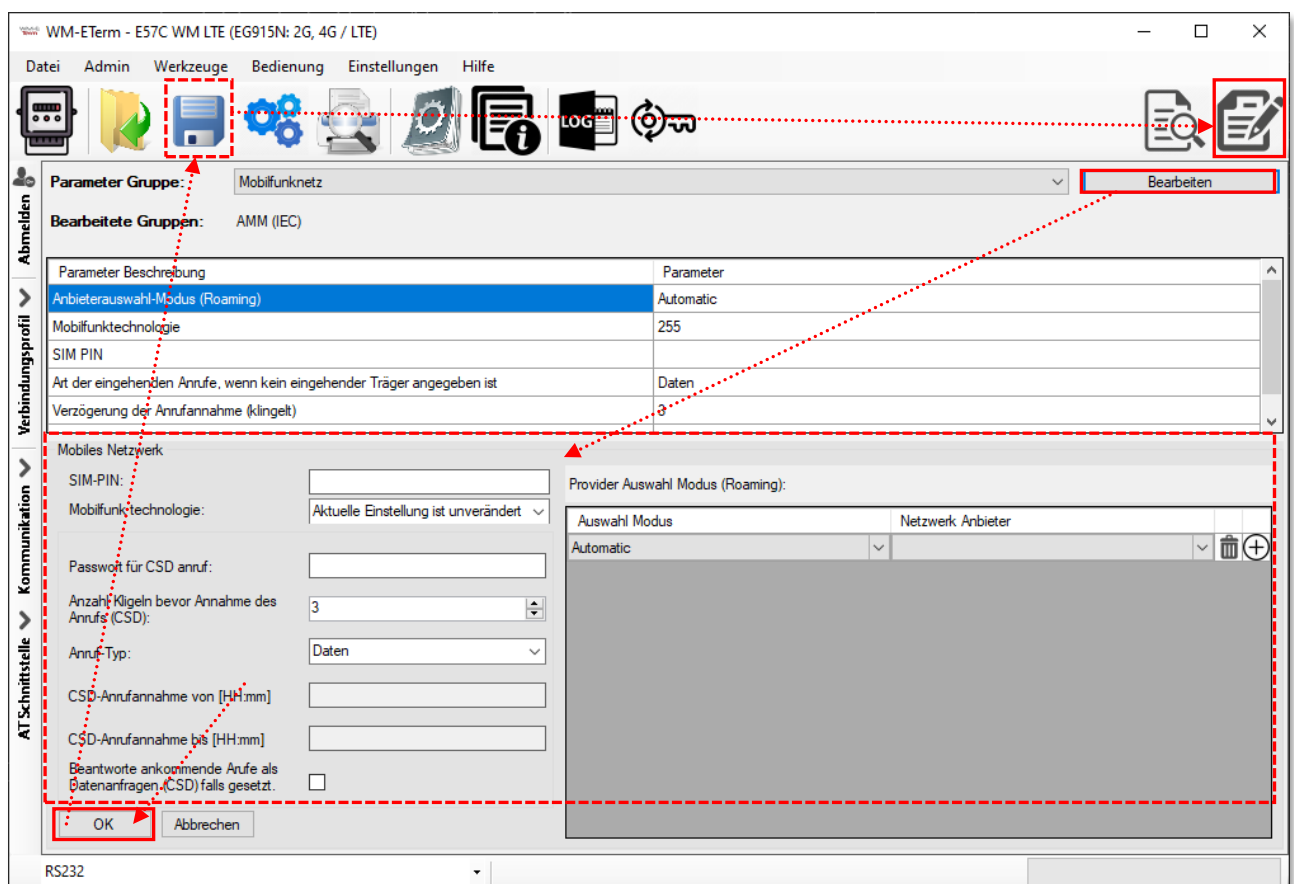 WM-ETerm - E57C WM LTE (EG915N: 2G, 4G / LTE)
Datei Admin Werkzeuge Bedienung Einstellungen Hilfe
LOG
Abmelden
Verbindungsprofil
Kommunikation
AT Schnittstelle
Parameter Gruppe: Mobilfunknetz Bearbeiten
Bearbeitete Gruppen: AMM (IEC)
Parameter Beschreibung Parameter
Anbieterauswahl-Modus (Roaming) Automatic
Mobilfunktechnologie 255
SIM PIN
Art der eingehenden Anrufe, wenn kein eingehender Träger angegeben ist Daten
Verzögerung der Anrufannahme (klingelt) 3
Mobiles Netzwerk
SIM-PIN:
Mobilfunk technologie: Aktuelle Einstellung ist unverändert
Passwort für CSD anruf:
Anzahl Kligeln bevor Annahme des
Anrufs (CSD): 3
Anruf-Typ: Daten
CSD-Anrufannahme von [HH:mm]
CSD-Anrufannahme bis [HH:mm]
Beantworte ankommende Arufe als
Datenanfragen (CSD) falls gesetzt.
Provider Auswahl Modus (Roaming):
Auswahl Modus Netzwerk Anbieter
Automatic
OK Abbrechen
RS232